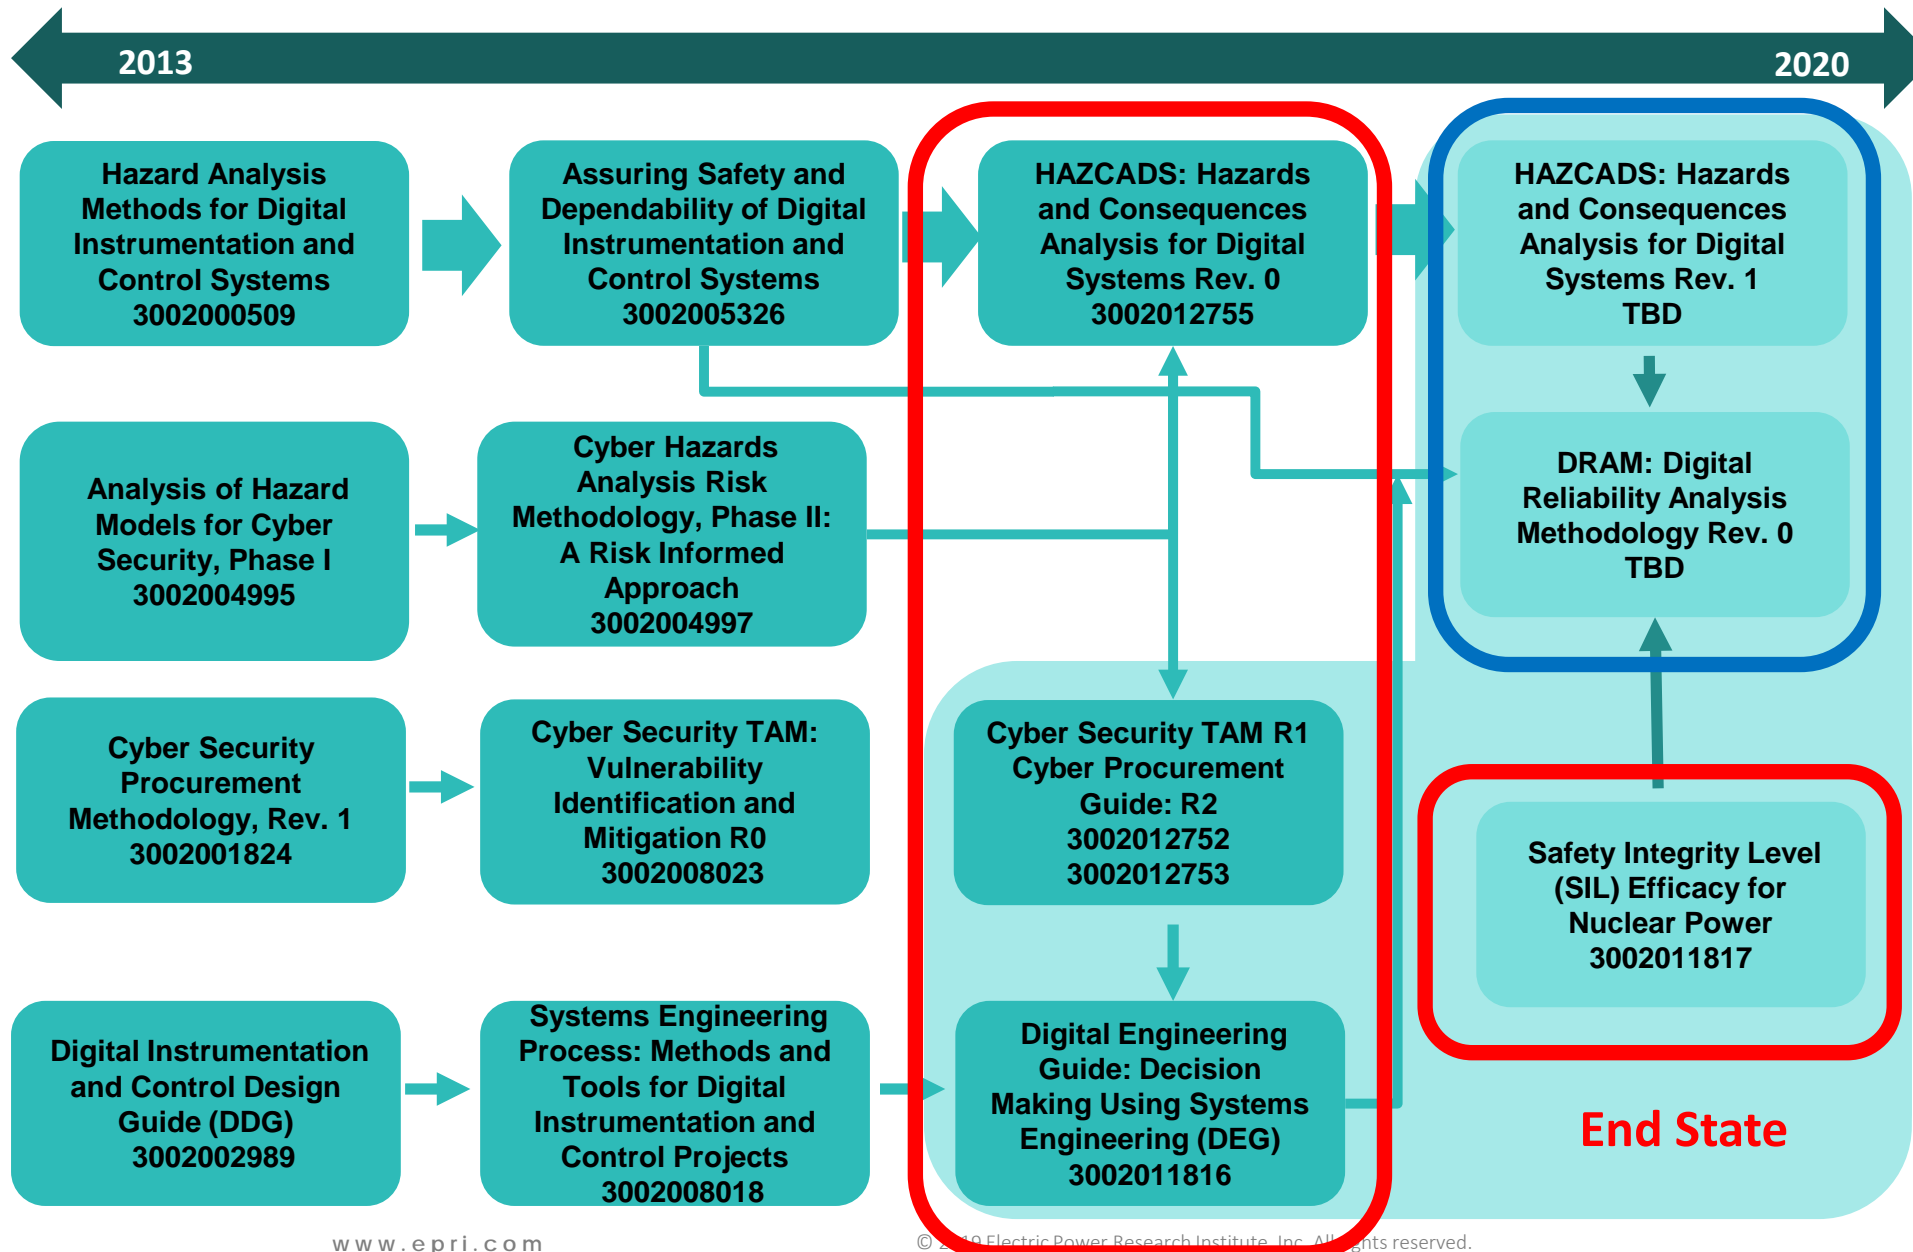 2013
2020
Hazard Analysis
Methods for Digital
Instrumentation and
Control Systems
3002000509
Assuring Safety and
Dependability of Digital
Instrumentation and
Control Systems
3002005326
HAZCADS: Hazards
and Consequences
Analysis for Digital
Systems Rev. 0
3002012755
HAZCADS: Hazards
and Consequences
Analysis for Digital
Systems Rev. 1
TBD
Analysis of Hazard
Models for Cyber
Security, Phase I
3002004995
Cyber Hazards
Analysis Risk
Methodology, Phase II:
A Risk Informed
Approach
3002004997
DRAM: Digital
Reliability Analysis
Methodology Rev. 0
TBD
Cyber Security
Procurement
Methodology, Rev. 1
3002001824
Cyber Security TAM:
Vulnerability
Identification and
Mitigation R0
3002008023
Cyber Security TAM R1
Cyber Procurement
Guide: R2
3002012752
3002012753
Safety Integrity Level
(SIL) Efficacy for
Nuclear Power
3002011817
Digital Instrumentation
and Control Design
Guide (DDG)
3002002989
Systems Engineering
Process: Methods and
Tools for Digital
Instrumentation and
Control Projects
3002008018
Digital Engineering
Guide: Decision
Making Using Systems
Engineering (DEG)
3002011816
End State
www.epri.com
© Electric Power Research Institute, Inc. All reserved.